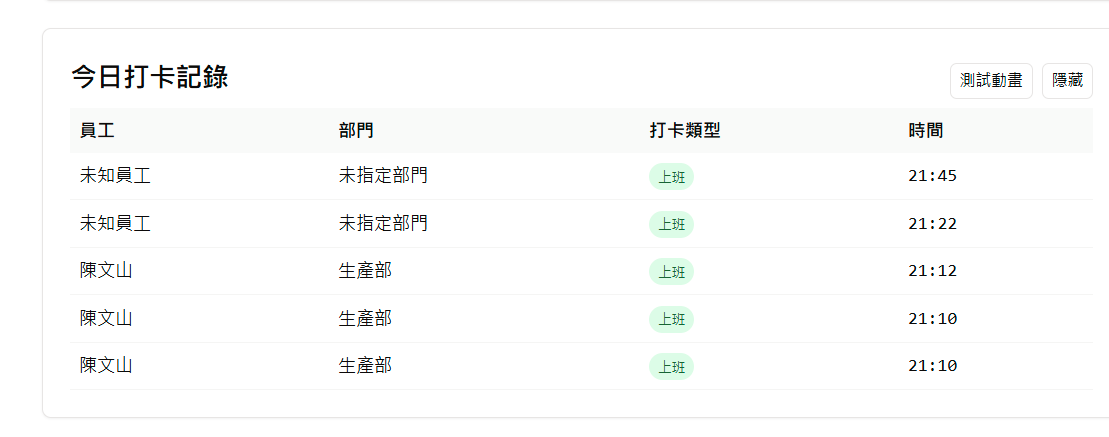 今日打卡記錄
測試動畫 隱藏
員工 部門 打卡類型 時間
未知員工 未指定部門 上班 21:45
未知員工 未指定部門 上班 21:22
陳文山 生產部 上班 21:12
陳文山 生產部 上班 21:10
陳文山 生產部 上班 21:10